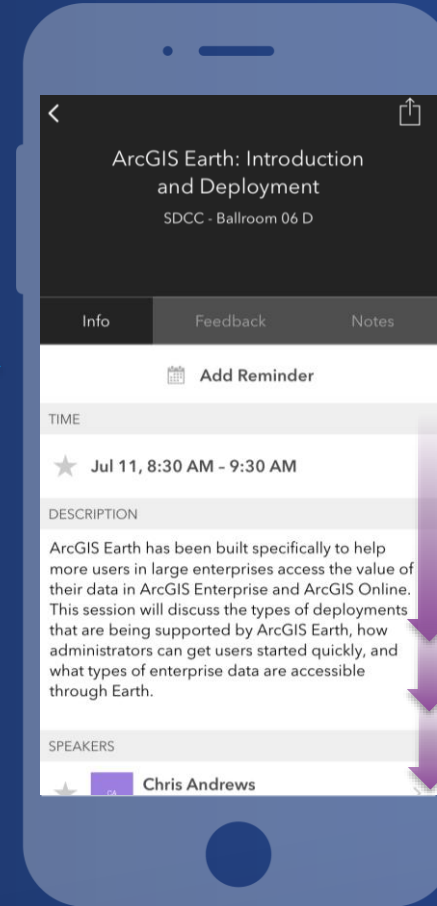 ArcGIS Earth: Introduction
and Deployment
SDCC - Ballroom 06 D
Info Feedback Notes
Add Reminder
TIME
Jul 11, 8:30 AM – 9:30 AM
DESCRIPTION
ArcGIS Earth has been built specifically to help
more users in large enterprises access the value of
their data in ArcGIS Enterprise and ArcGIS Online.
This session will discuss the types of deployments
that are being supported by ArcGIS Earth, how
administrators can get users started quickly, and
what types of enterprise data are accessible
through Earth.
SPEAKERS
CA Chris Andrews